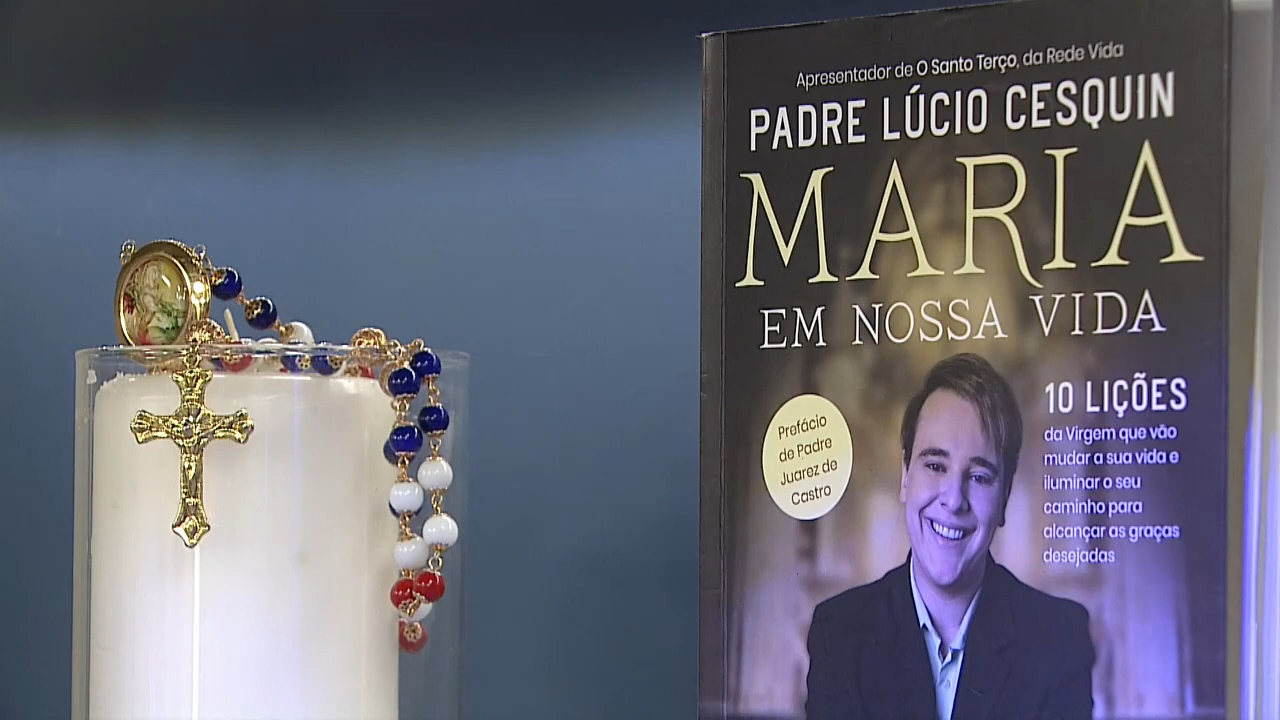 Apresentador de O Santo Terço, da Rede Vida
PADRE LÚCIO CESQUIN
MARIA
EM NOSSA VIDA
Prefácio
de Padre
Juarez de
Castro
10 LIÇÕES
da Virgem que vão
mudar a sua vida e
iluminar o seu
caminho para
alcançar as graças
desejadas